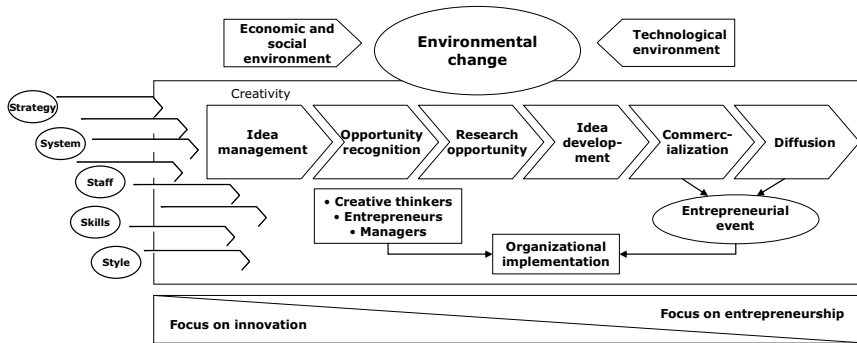 Economic and
social
environment
Environmental
change
Technological
environment
Creativity
Strategy
System
Staff
Skills
Style
Idea
management
Opportunity
recognition
Research
opportunity
Idea
develop-
ment
Commerc-
ialization
Diffusion
• Creative thinkers
• Entrepreneurs
• Managers
Organizational
implementation
Entrepreneurial
event
Focus on innovation
Focus on entrepreneurship